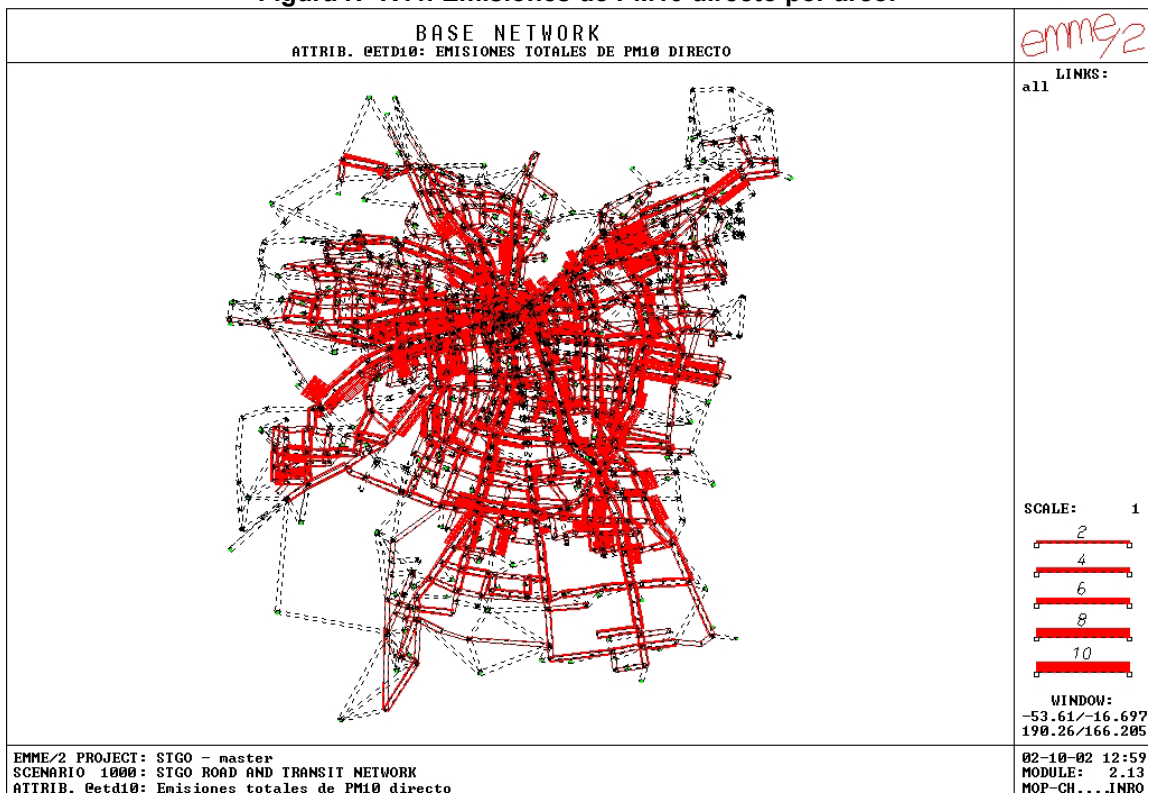 BASE NETWORK
ATTRIB. @ETD10: EMISIONES TOTALES DE PM10 DIRECTO
emme/2
LINKS:
all
SCALE: 1
2
4
6
8
10
WINDOW:
-53.61/-16.697
190.26/166.205
EMME/2 PROJECT: STGO - master
SCENARIO 1000: STGO ROAD AND TRANSIT NETWORK
ATTRIB. @etd10: Emisiones totales de PM10 directo
02-10-02 12:59
MODULE: 2.13
MOP-CH....INRO